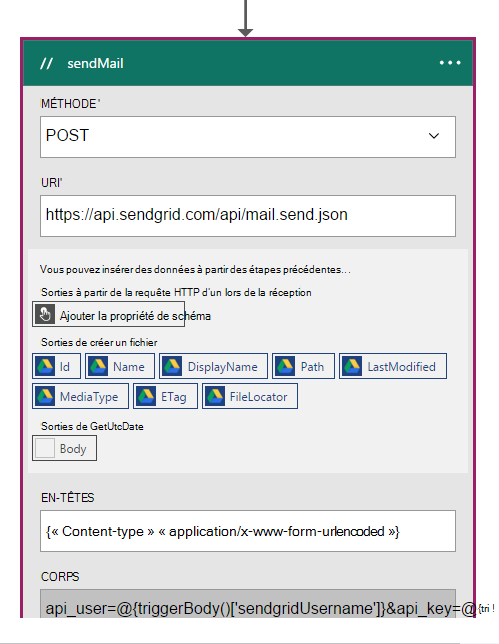 // sendMail
MÉTHODE'
POST
URI'
https://api.sendgrid.com/api/mail.send.json
Vous pouvez insérer des données à partir des étapes précédentes...
Sorties à partir de la requête HTTP d'un lors de la réception
Ajouter la propriété de schéma
Sorties de créer un fichier
Id Name DisplayName Path LastModified
MediaType ETag FileLocator
Sorties de GetUtcDate
Body
EN-TÊTES
{« Content-type » « application/x-www-form-urlencoded »}
CORPS
api_user=@{triggerBody()['sendgridUsername']}&api_key=@{tri !